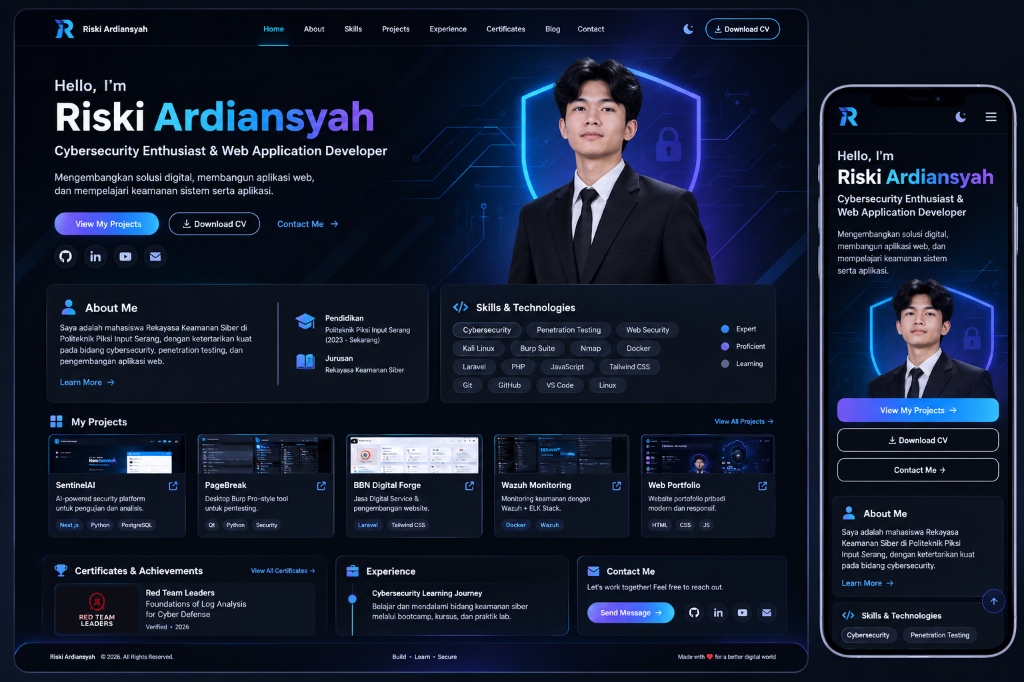 Riski Ardiansyah
Home
About
Skills
Projects
Experience
Certificates
Blog
Contact
Download CV
Hello, I'm
Riski Ardiansyah
Cybersecurity Enthusiast & Web Application Developer
Mengembangkan solusi digital, membangun aplikasi web,
dan mempelajari keamanan sistem serta aplikasi.
View My Projects
Download CV
Contact Me →
About Me
Saya adalah mahasiswa Rekayasa Keamanan Siber di
Politeknik Piksi Input Serang, dengan ketertarikan kuat
pada bidang cybersecurity, penetration testing, dan
pengembangan aplikasi web.
Learn More →
Pendidikan
Politeknik Piksi Input Serang
(2023 - Sekarang)
Jurusan
Rekayasa Keamanan Siber
Skills & Technologies
Cybersecurity
Penetration Testing
Web Security
Kali Linux
Burp Suite
Nmap
Docker
Laravel
PHP
JavaScript
Tailwind CSS
Git
GitHub
VS Code
Linux
Expert
Proficient
Learning
My Projects
View All Projects →
SentinelAI
AI-powered security platform
untuk pengujian dan analisis.
Next.js
Python
PostgreSQL
PageBreak
Desktop Burp Pro-style tool
untuk pentesting.
Qt
Python
Security
BBN Digital Forge
Jasa Digital Service &
pengembangan website.
Laravel
Tailwind CSS
Wazuh Monitoring
Monitoring keamanan dengan
Wazuh + ELK Stack.
Docker
Wazuh
Web Portfolio
Website portofolio pribadi
modern dan responsif.
HTML
CSS
JS
Certificates & Achievements
View All Certificates →
RED TEAM
LEADERS
Red Team Leaders
Foundations of Log Analysis
for Cyber Defense
Verified • 2026
Experience
Cybersecurity Learning Journey
Belajar dan mendalami bidang keamanan siber
melalui bootcamp, kursus, dan praktik lab.
Contact Me
Let's work together! Feel free to reach out.
Send Message →
Riski Ardiansyah © 2026. All Rights Reserved.
Build • Learn • Secure
Made with ❤ for a better digital world
Hello, I'm
Riski Ardiansyah
Cybersecurity Enthusiast &
Web Application Developer
Mengembangkan solusi digital,
membangun aplikasi web, dan
mempelajari keamanan sistem
serta aplikasi.
View My Projects →
Download CV
Contact Me →
About Me
Saya adalah mahasiswa Rekayasa
Keamanan Siber di Politeknik Piksi
Input Serang, dengan ketertarikan kuat
pada bidang cybersecurity.
Learn More →
Skills & Technologies
Cybersecurity
Penetration Testing